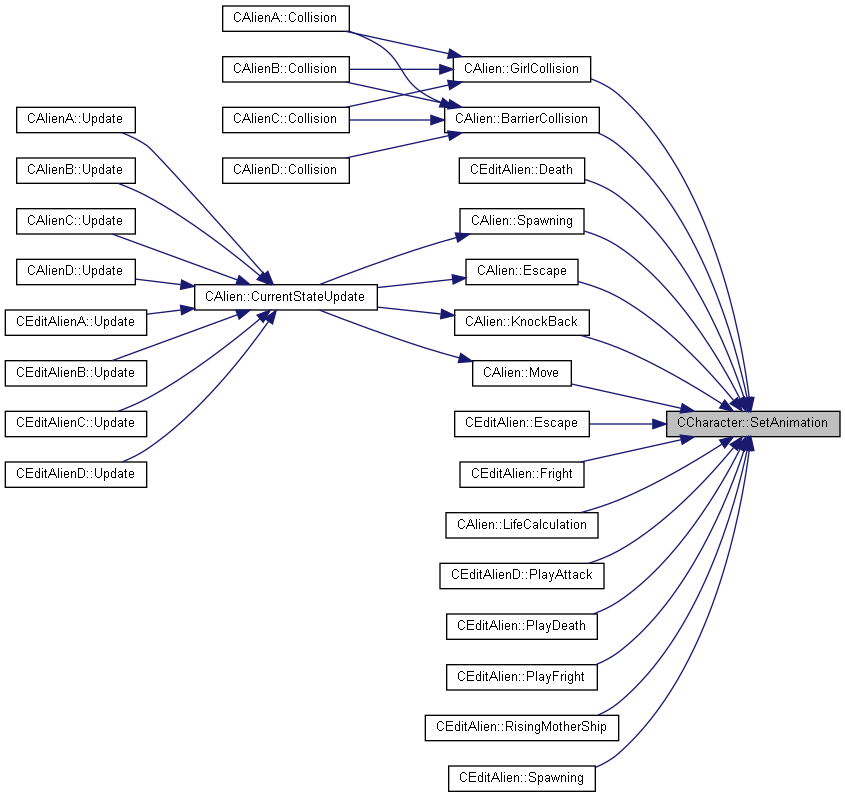 CAlienA::Collision
CAlienB::Collision
CAlienC::Collision
CAlienD::Collision
CAlien::GirlCollision
CAlien::BarrierCollision
CEditAlien::Death
CAlien::Spawning
CAlien::Escape
CAlien::KnockBack
CAlien::Move
CEditAlien::Escape
CEditAlien::Fright
CAlien::LifeCalculation
CEditAlienD::PlayAttack
CEditAlien::PlayDeath
CEditAlien::PlayFright
CEditAlien::RisingMotherShip
CEditAlien::Spawning
CAlienA::Update
CAlienB::Update
CAlienC::Update
CAlienD::Update
CEditAlienA::Update
CEditAlienB::Update
CEditAlienC::Update
CEditAlienD::Update
CAlien::CurrentStateUpdate
CCharacter::SetAnimation